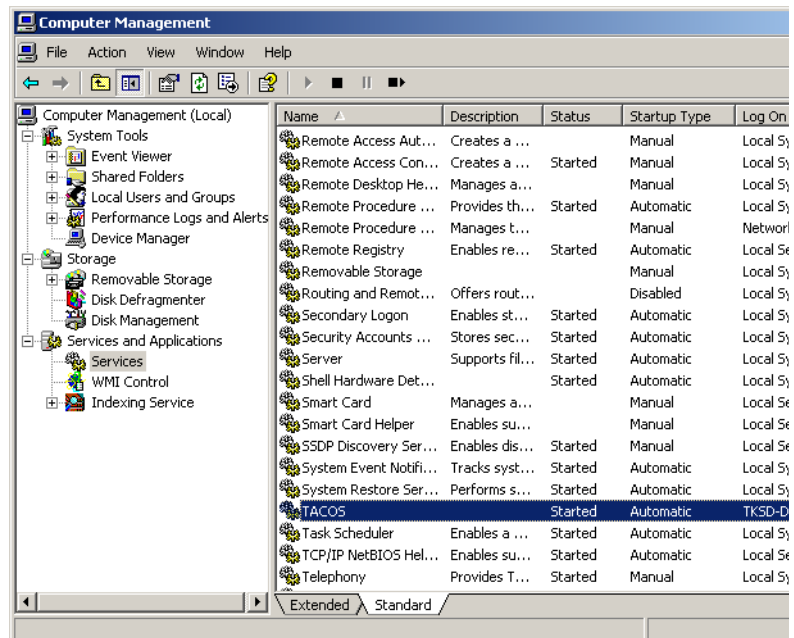 Computer Management
File Action View Window Help
Computer Management (Local)
System Tools
Event Viewer
Shared Folders
Local Users and Groups
Performance Logs and Alerts
Device Manager
Storage
Removable Storage
Disk Defragmenter
Disk Management
Services and Applications
Services
WMI Control
Indexing Service
Name Description Status Startup Type Log On
Remote Access Aut... Creates a ... Manual Local Sy
Remote Access Con... Creates a ... Started Manual Local Sy
Remote Desktop He... Manages a... Manual Local Sy
Remote Procedure ... Provides th... Started Automatic Local Sy
Remote Procedure ... Manages t... Manual Network
Remote Registry Enables re... Started Automatic Local Se
Removable Storage Manual Local Sy
Routing and Remot... Offers rout... Disabled Local Sy
Secondary Logon Enables st... Started Automatic Local Sy
Security Accounts ... Stores sec... Started Automatic Local Sy
Server Supports fil... Started Automatic Local Sy
Shell Hardware Det... Started Automatic Local Sy
Smart Card Manages a... Manual Local Se
Smart Card Helper Enables su... Manual Local Se
SSDP Discovery Ser... Enables dis... Started Manual Local Se
System Event Notifi... Tracks syst... Started Automatic Local Sy
System Restore Ser... Performs s... Started Automatic Local Sy
TACOS Started Automatic TKSD-D
Task Scheduler Enables a ... Started Automatic Local Sy
TCP/IP NetBIOS Hel... Enables su... Started Automatic Local Se
Telephony Provides T... Started Manual Local Sy
Extended Standard